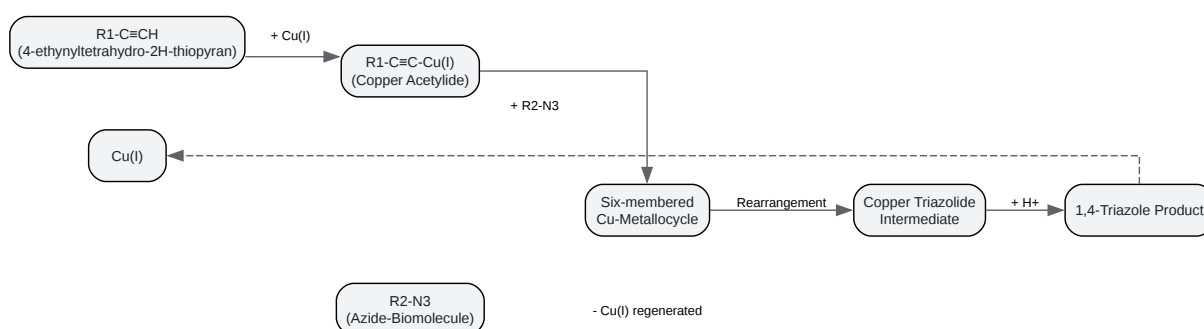 R1-C≡CH
(4-ethynyltetrahydro-2H-thiopyran)
+ Cu(I)
R1-C≡C-Cu(I)
(Copper Acetylide)
+ R2-N3
Cu(I)
Six-membered
Cu-Metallocycle
Rearrangement
Copper Triazolide
Intermediate
+ H+
1,4-Triazole Product
R2-N3
(Azide-Biomolecule)
- Cu(I) regenerated